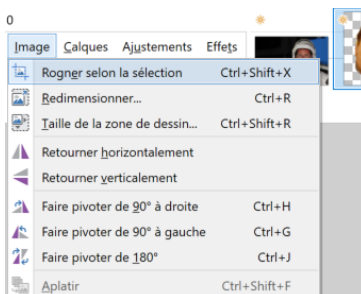 0
Image Calques Ajustements Effets
Rogner selon la sélection Ctrl+Shift+X
Redimensionner... Ctrl+R
Taille de la zone de dessin... Ctrl+Shift+R
Retourner horizontalement
Retourner verticalement
Faire pivoter de 90° à droite Ctrl+H
Faire pivoter de 90° à gauche Ctrl+G
Faire pivoter de 180° Ctrl+J
Aplatir Ctrl+Shift+F